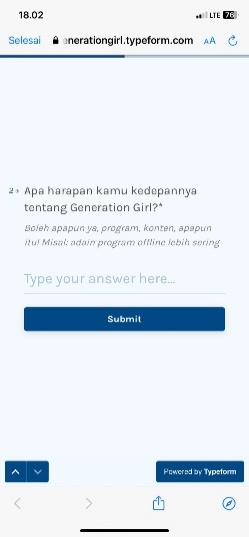 18.02
LTE 76
Selesai
enerationgirl.typeform.com
AA
2
Apa harapan kamu kedepannya
tentang Generation Girl?*
Boleh apapun ya, program, konten, apapun
itu! Misal: adain program offline lebih sering
Type your answer here...
Submit
Powered by Typeform